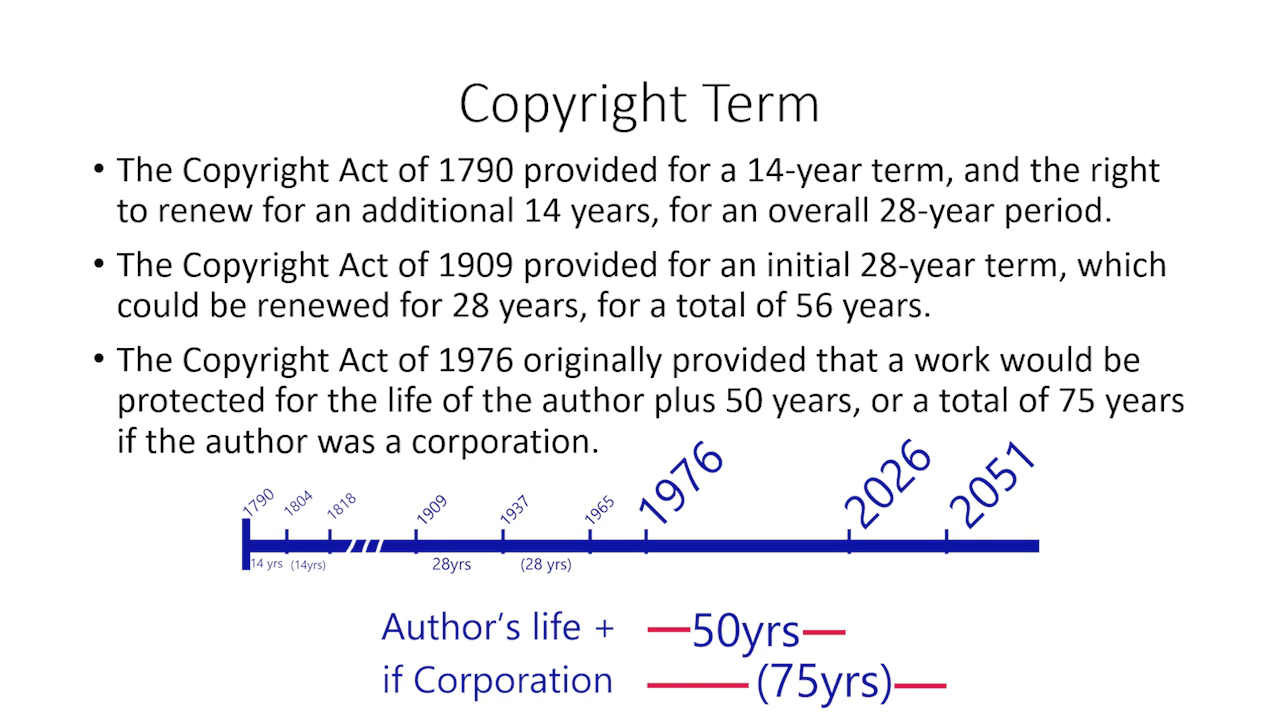 Copyright Term
• The Copyright Act of 1790 provided for a 14-year term, and the right
to renew for an additional 14 years, for an overall 28-year period.
• The Copyright Act of 1909 provided for an initial 28-year term, which
could be renewed for 28 years, for a total of 56 years.
• The Copyright Act of 1976 originally provided that a work would be
protected for the life of the author plus 50 years, or a total of 75 years
if the author was a corporation.
1790 1804 1818 1909 1937 1965 1976 2026 2051
14 yrs (14yrs) 28yrs (28 yrs)
Author's life + 50yrs
if Corporation (75yrs)